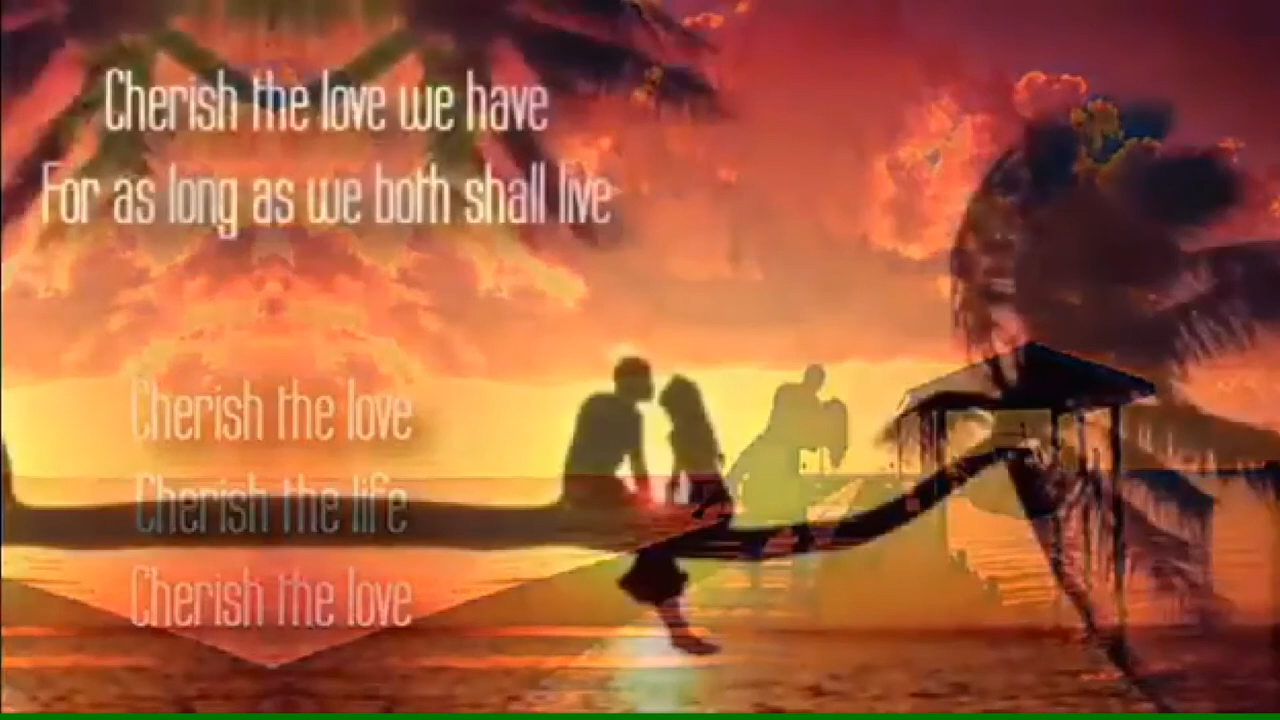 Cherish the love we have
For as long as we both shall live
Cherish the love
Cherish the life
Cherish the love